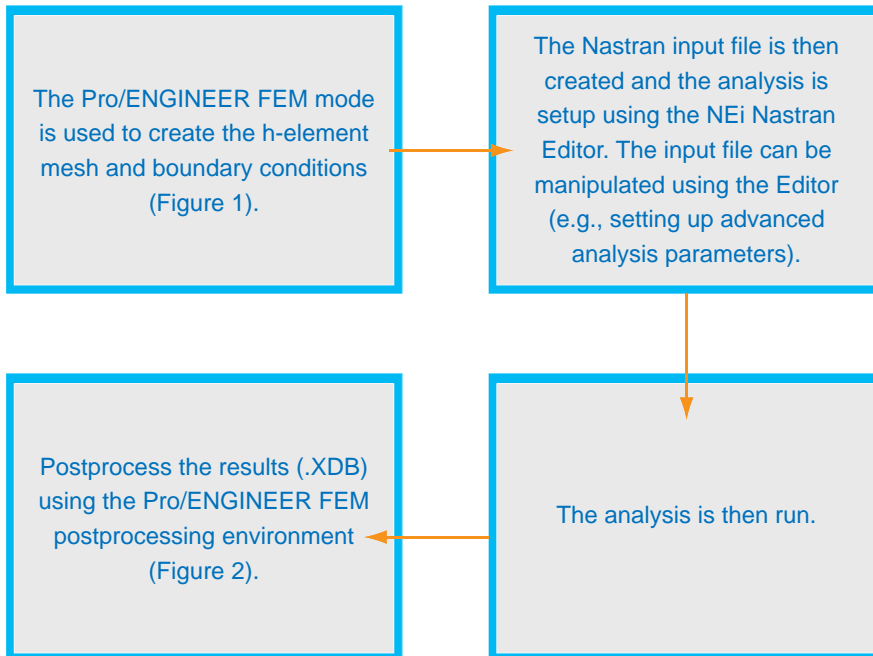 The Pro/ENGINEER FEM mode
is used to create the h-element
mesh and boundary conditions
(Figure 1).
The Nastran input file is then
created and the analysis is
setup using the NEi Nastran
Editor. The input file can be
manipulated using the Editor
(e.g., setting up advanced
analysis parameters).
The analysis is then run.
Postprocess the results (.XDB)
using the Pro/ENGINEER FEM
postprocessing environment
(Figure 2).